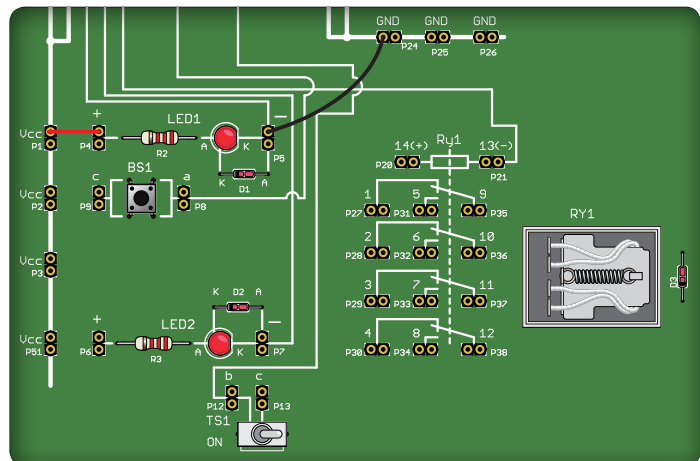 GND GND GND
P24 P25 P26
+ LED1 −
Vcc
P1 P4 R2 A K P5
Ry1
14(+) 13(-)
P20 P21
BS1
K D1 A
Vcc c a
P2 P9 P8
1 5 9
P27 P31 P35
2 6 10
P28 P32 P36
RY1
Vcc
P3
D3
3 7 11
P29 P33 P37
K D2 A
+ LED2 −
Vcc
P51 P6 R3 A K P7
4 8 12
P30 P34 P38
b c
P12 P13
TS1
ON